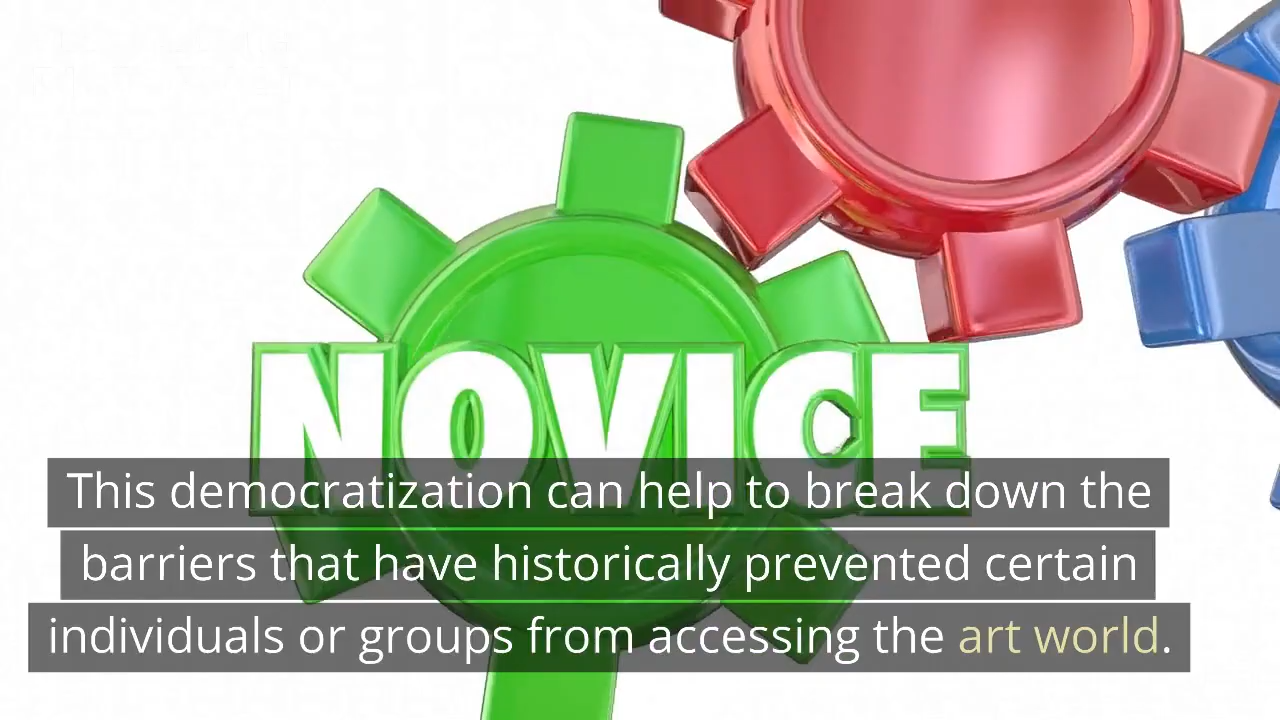 NOVICE
This democratization can help to break down the
barriers that have historically prevented certain
individuals or groups from accessing the art world.